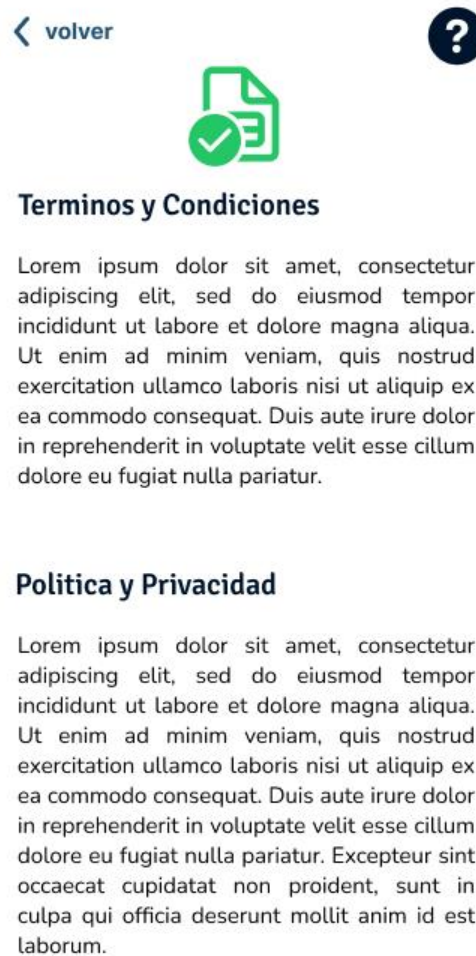 volver
?
Terminos y Condiciones
Lorem ipsum dolor sit amet, consectetur
adipiscing elit, sed do eiusmod tempor
incididunt ut labore et dolore magna aliqua.
Ut enim ad minim veniam, quis nostrud
exercitation ullamco laboris nisi ut aliquip ex
ea commodo consequat. Duis aute irure dolor
in reprehenderit in voluptate velit esse cillum
dolore eu fugiat nulla pariatur.
Politica y Privacidad
Lorem ipsum dolor sit amet, consectetur
adipiscing elit, sed do eiusmod tempor
incididunt ut labore et dolore magna aliqua.
Ut enim ad minim veniam, quis nostrud
exercitation ullamco laboris nisi ut aliquip ex
ea commodo consequat. Duis aute irure dolor
in reprehenderit in voluptate velit esse cillum
dolore eu fugiat nulla pariatur. Excepteur sint
occaecat cupidatat non proident, sunt in
culpa qui officia deserunt mollit anim id est
laborum.